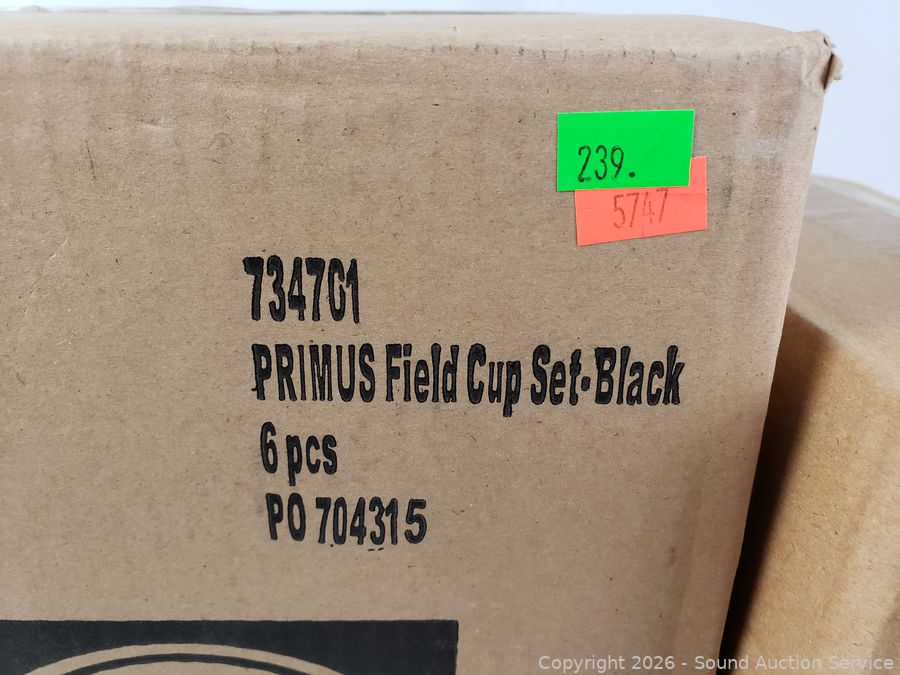 239.
5747
734701
PRIMUS Field Cup Set-Black
6 pcs
PO 704315
Copyright 2026 - Sound Auction Service